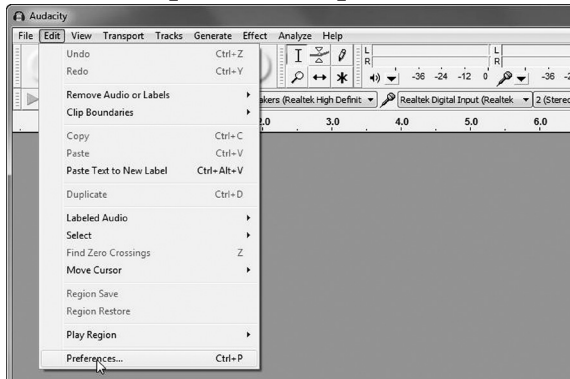 Audacity
File Edit View Transport Tracks Generate Effect Analyze Help
Undo Ctrl+Z
Redo Ctrl+Y
Remove Audio or Labels
Clip Boundaries
Copy Ctrl+C
Paste Ctrl+V
Paste Text to New Label Ctrl+Alt+V
Duplicate Ctrl+D
Labeled Audio
Select
Find Zero Crossings Z
Move Cursor
Region Save
Region Restore
Play Region
Preferences... Ctrl+P
L L
R R
-36 -24 -12 0 -36 -2
akers (Realtek High Definit Realtek Digital Input (Realtek 2 (Stereo
2.0 3.0 4.0 5.0 6.0